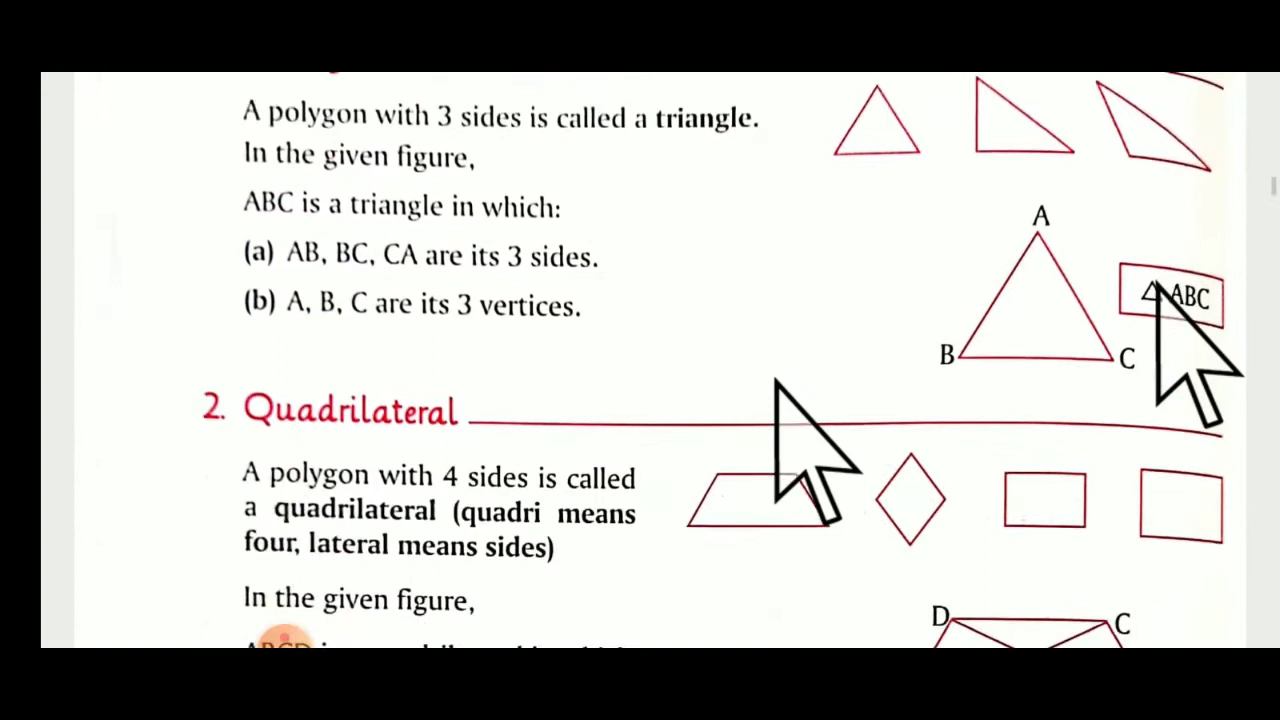 A polygon with 3 sides is called a triangle.
In the given figure,
ABC is a triangle in which:
(a) AB, BC, CA are its 3 sides.
(b) A, B, C are its 3 vertices.
A
△ ABC
B
C
2. Quadrilateral
A polygon with 4 sides is called
a quadrilateral (quadri means
four, lateral means sides)
In the given figure,
D
C